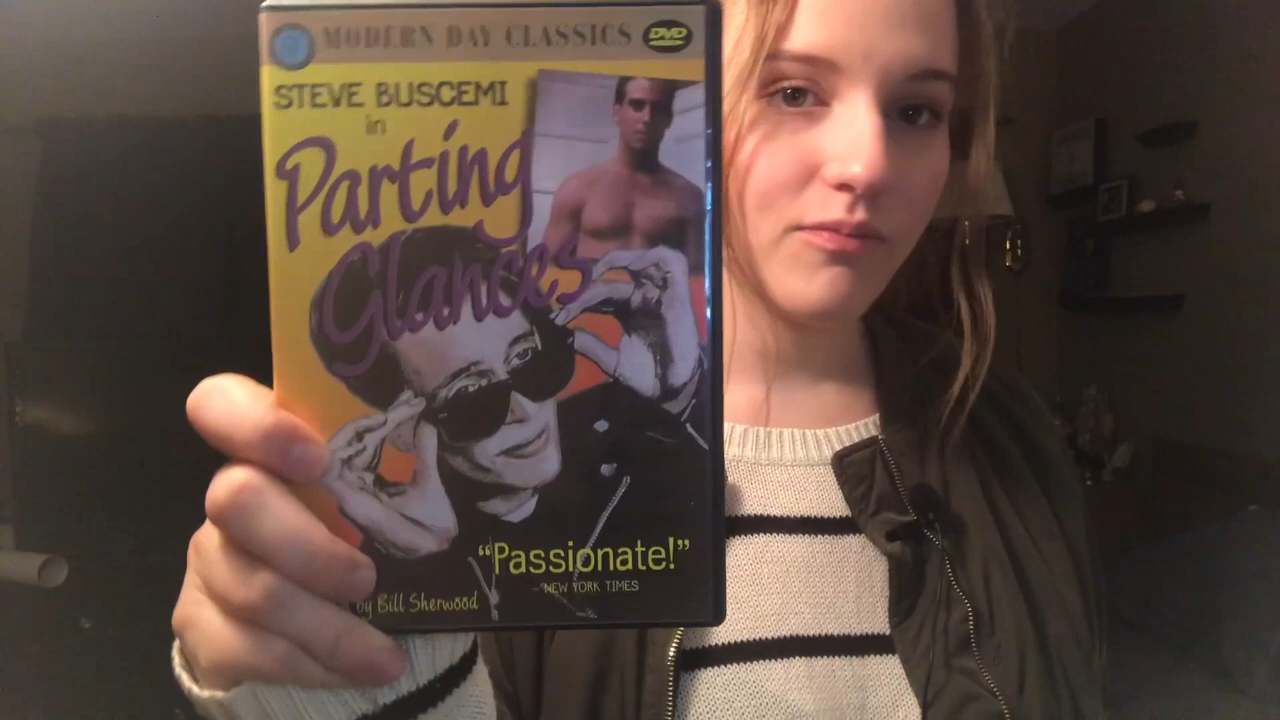 MODERN DAY CLASSICS DVD
STEVE BUSCEMI
in
Parting
Glances
"Passionate!"
- NEW YORK TIMES
by Bill Sherwood